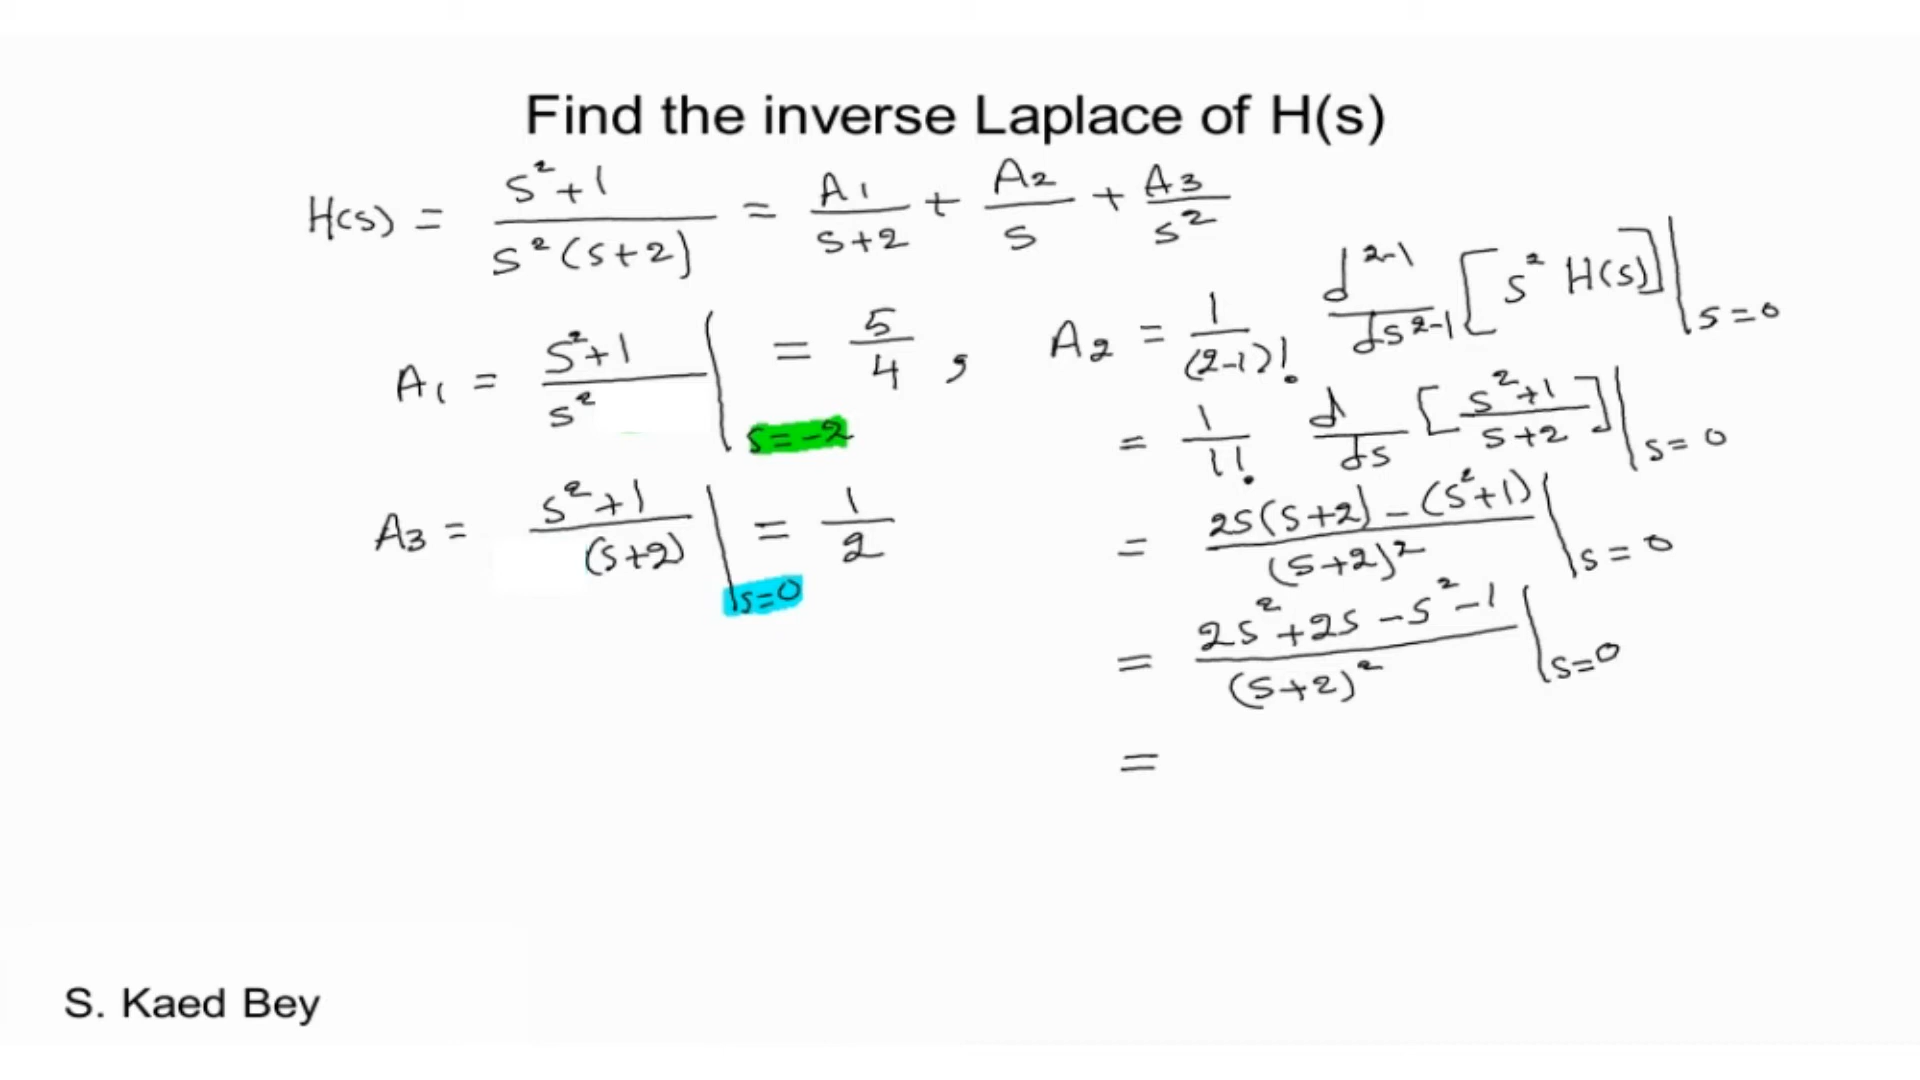 Find the inverse Laplace of H(s)
H(s) = (s²+1)/(s²(s+2)) = A₁/(s+2) + A₂/s + A₃/s²
A₁ = (s²+1)/s² |s=-2 = 5/4 ,
A₃ = (s²+1)/(s+2) |s=0 = 1/2
A₂ = 1/(2-1)! d²⁻¹/ds²⁻¹ [s² H(s)] |s=0
= 1/1! d/ds [(s²+1)/(s+2)] |s=0
= (2s(s+2) - (s²+1))/(s+2)² |s=0
= (2s²+2s-s²-1)/(s+2)² |s=0
=
S. Kaed Bey